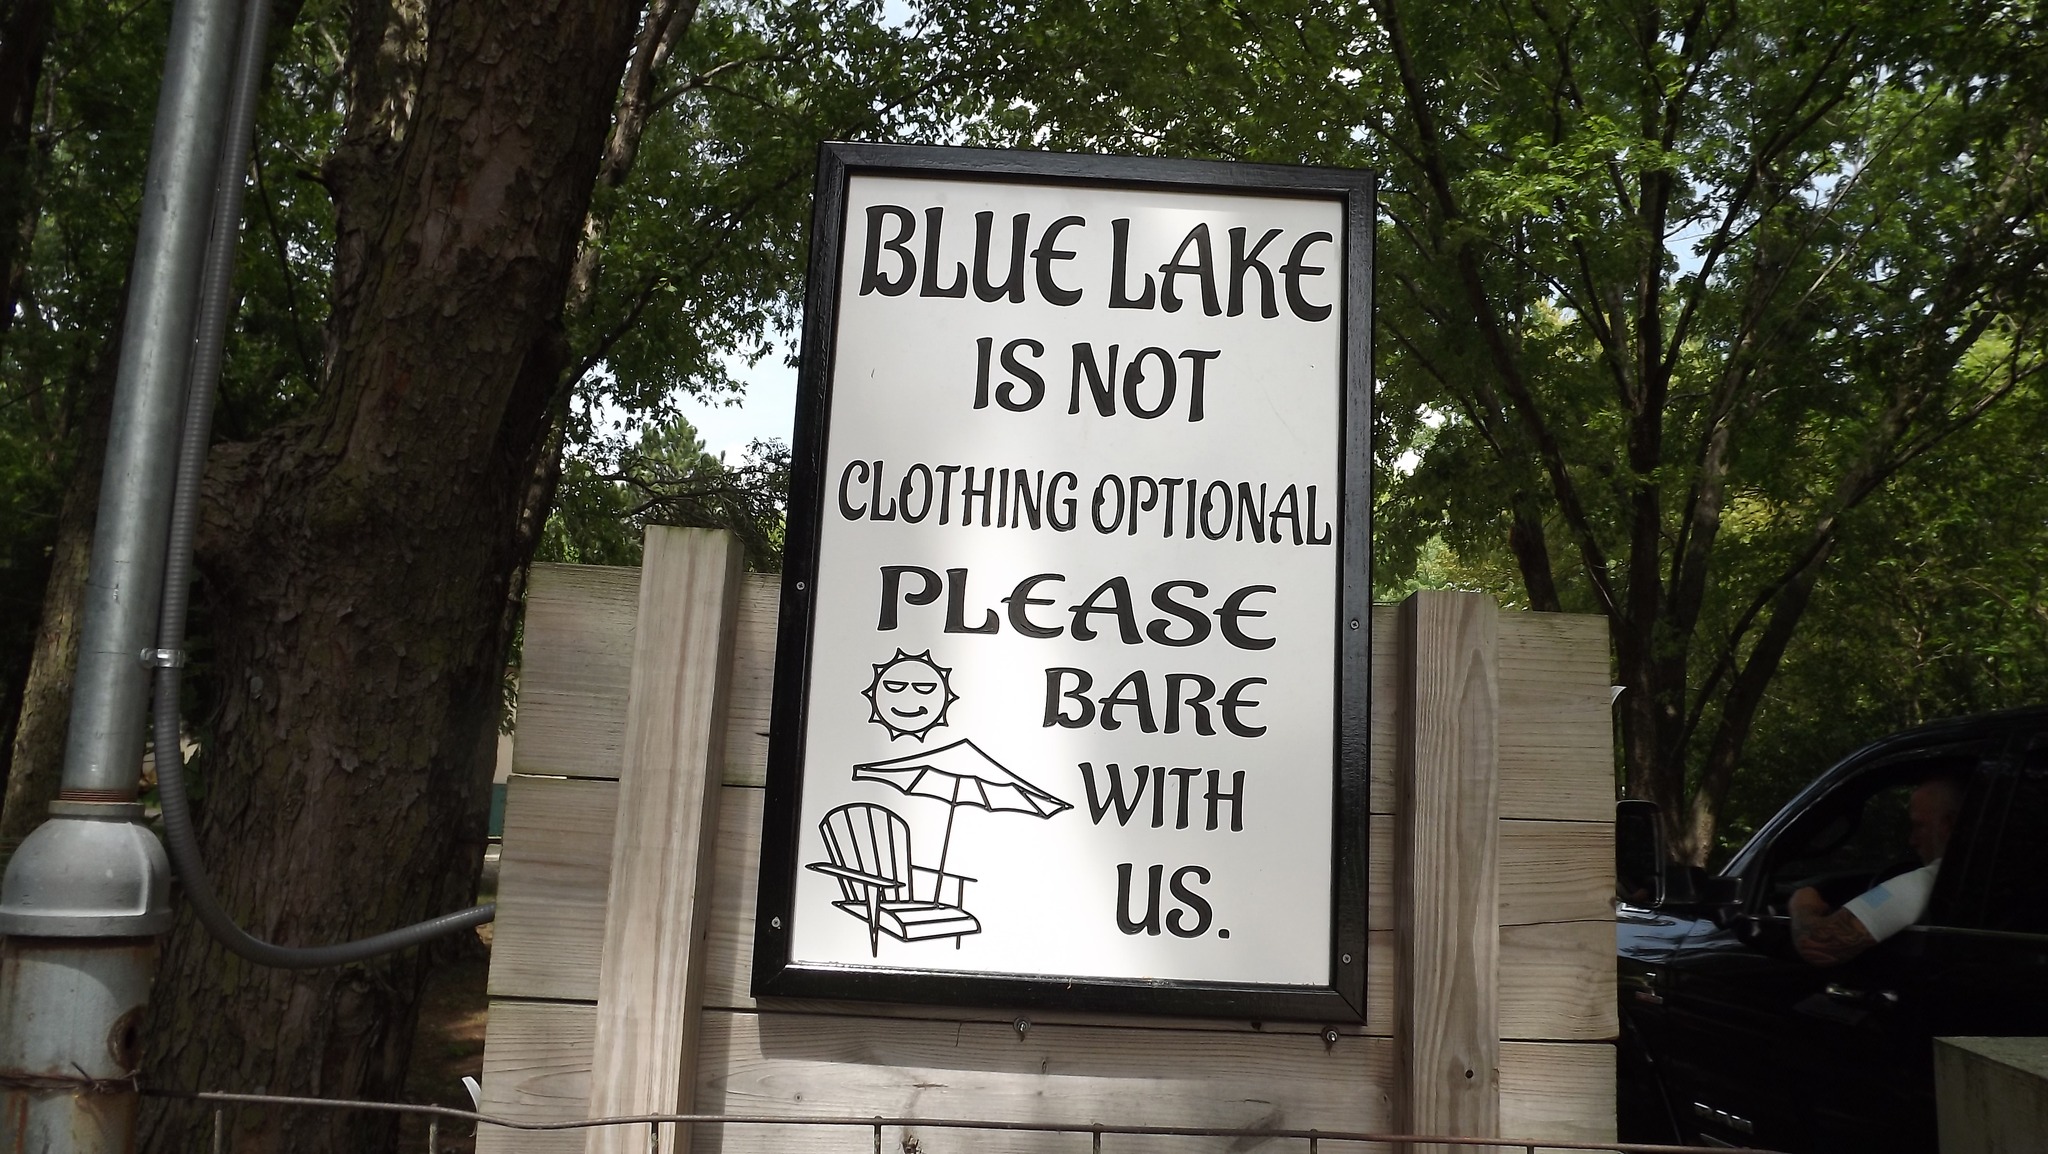 BLUE LAKE
IS NOT
CLOTHING OPTIONAL
PLEASE
BARE
WITH
US.